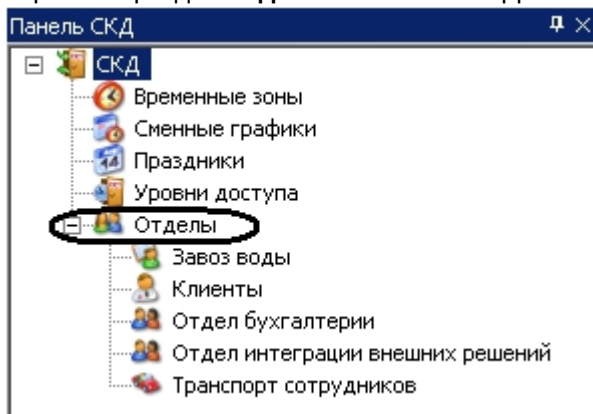 Панель СКД
СКД
Временные зоны
Сменные графики
Праздники
Уровни доступа
Отделы
Завоз воды
Клиенты
Отдел бухгалтерии
Отдел интеграции внешних решений
Транспорт сотрудников